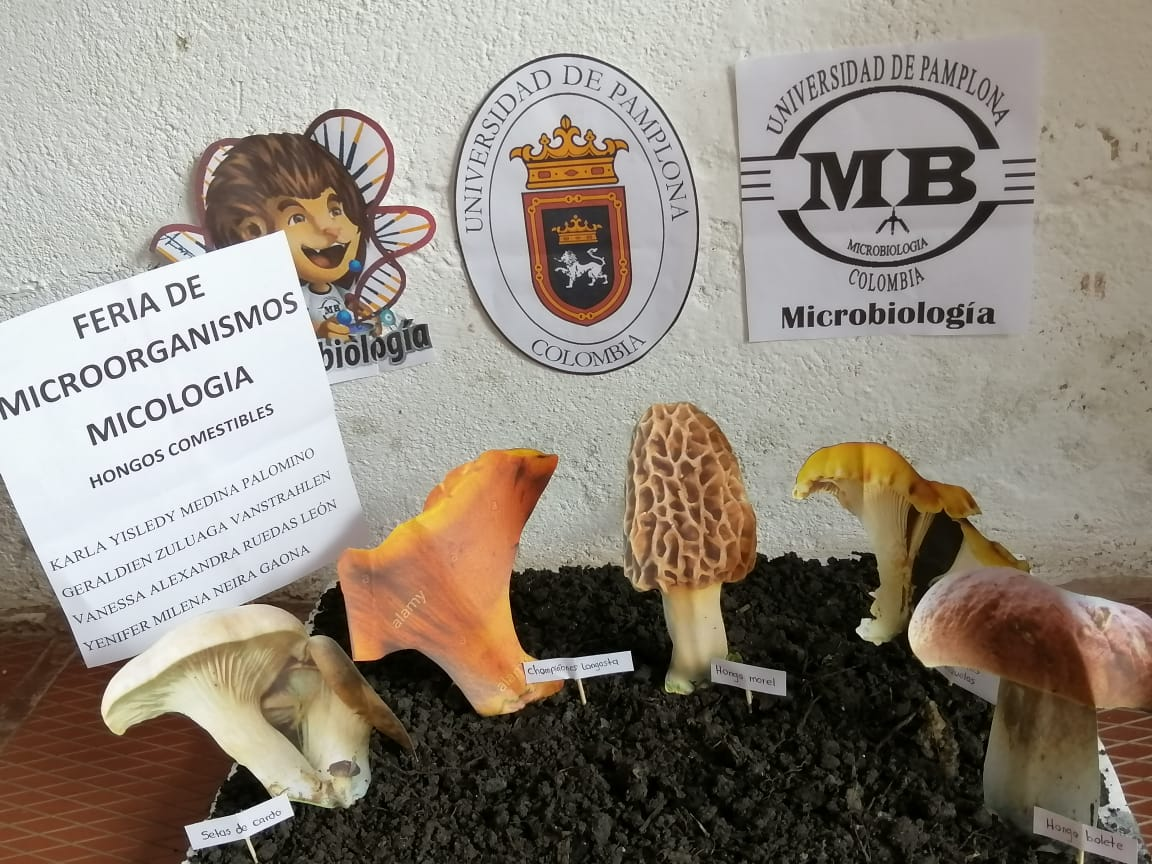 UNIVERSIDAD DE PAMPLONA
COLOMBIA
UNIVERSIDAD DE PAMPLONA
MB
MICROBIOLOGIA
COLOMBIA
Microbiología
MB
biología
FERIA DE
MICROORGANISMOS
MICOLOGIA
HONGOS COMESTIBLES
KARLA YISLEDY MEDINA PALOMINO
GERALDIEN ZULUAGA VANSTRAHLEN
VANESSA ALEXANDRA RUEDAS LEÓN
YENIFER MILENA NEIRA GAONA
alamy
alamy
Champiñones Langosta
Hongo morel
Setas de cardo
Hongo bolete